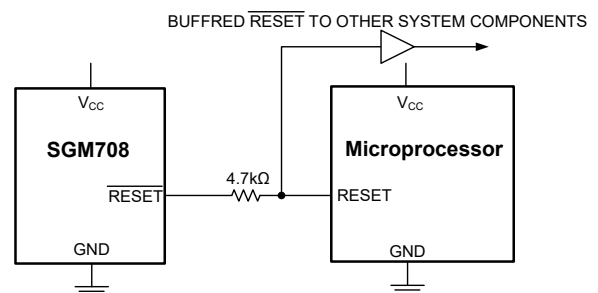 BUFFRED RESET TO OTHER SYSTEM COMPONENTS
VCC
SGM708
RESET
GND
4.7kΩ
VCC
Microprocessor
RESET
GND